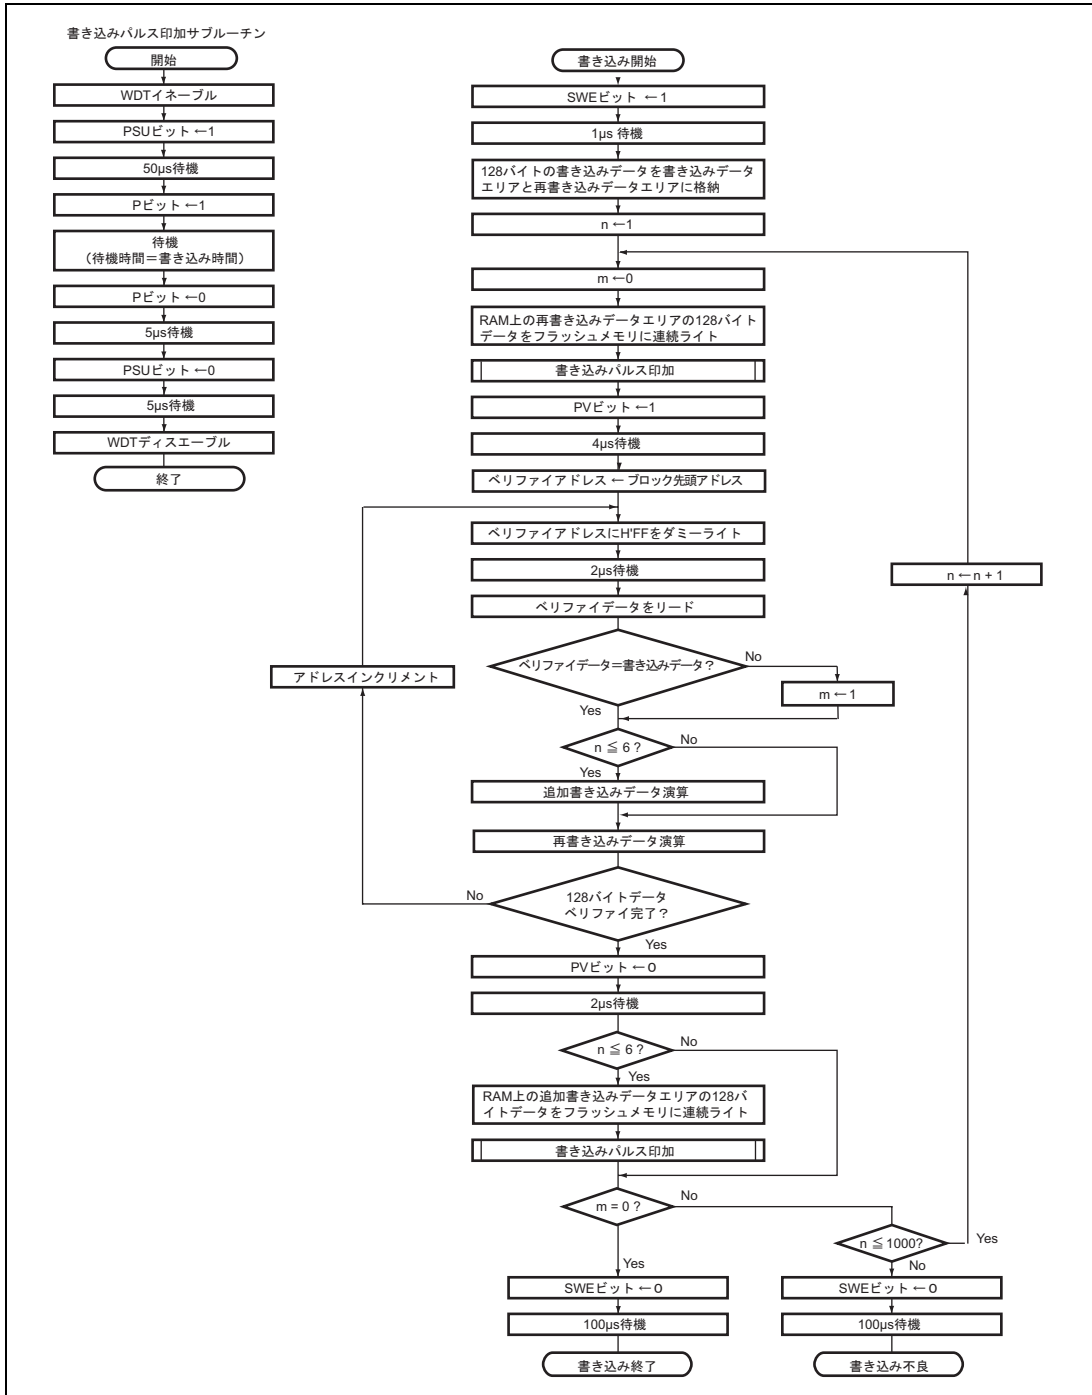 書き込みパルス印加サブルーチン
開始
WDTイネーブル
PSUビット ←1
50μs待機
Pビット ←1
待機
（待機時間＝書き込み時間）
Pビット ←0
5μs待機
PSUビット ←0
5μs待機
WDTディスエーブル
終了
書き込み開始
SWEビット ←1
1μs 待機
128バイトの書き込みデータを書き込みデータ
エリアと再書き込みデータエリアに格納
n ←1
m ←0
RAM上の再書き込みデータエリアの128バイト
データをフラッシュメモリに連続ライト
書き込みパルス印加
PVビット ←1
4μs待機
ベリファイアドレス ← ブロック先頭アドレス
ベリファイアドレスにH'FFをダミーライト
2μs待機
n ←n + 1
ベリファイデータをリード
ベリファイデータ＝書き込みデータ？
No
アドレスインクリメント
m ←1
Yes
n ≦ 6 ?
No
Yes
追加書き込みデータ演算
再書き込みデータ演算
128バイトデータ
ベリファイ完了？
No
Yes
PVビット ←0
2μs待機
n ≦ 6 ?
No
Yes
RAM上の追加書き込みデータエリアの128バ
イトデータをフラッシュメモリに連続ライト
書き込みパルス印加
m = 0 ?
No
n ≦ 1000?
Yes
Yes
No
SWEビット ←0
SWEビット ←0
100μs待機
100μs待機
書き込み終了
書き込み不良